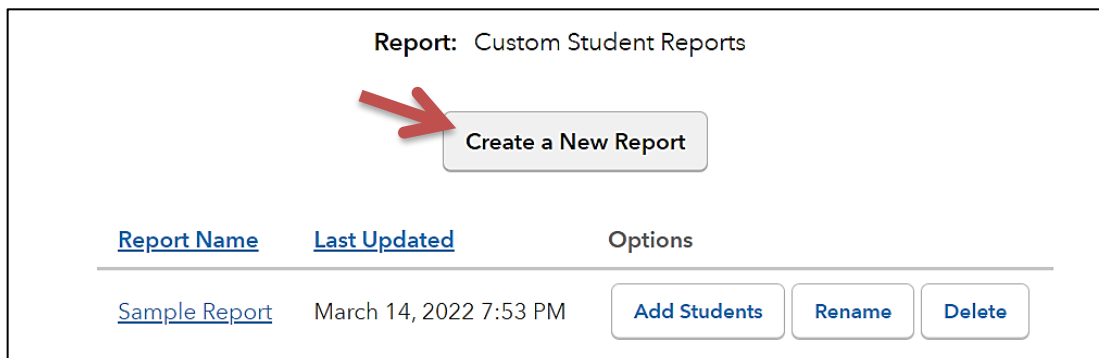 Report: Custom Student Reports
Create a New Report
Report Name Last Updated Options
Sample Report March 14, 2022 7:53 PM Add Students Rename Delete